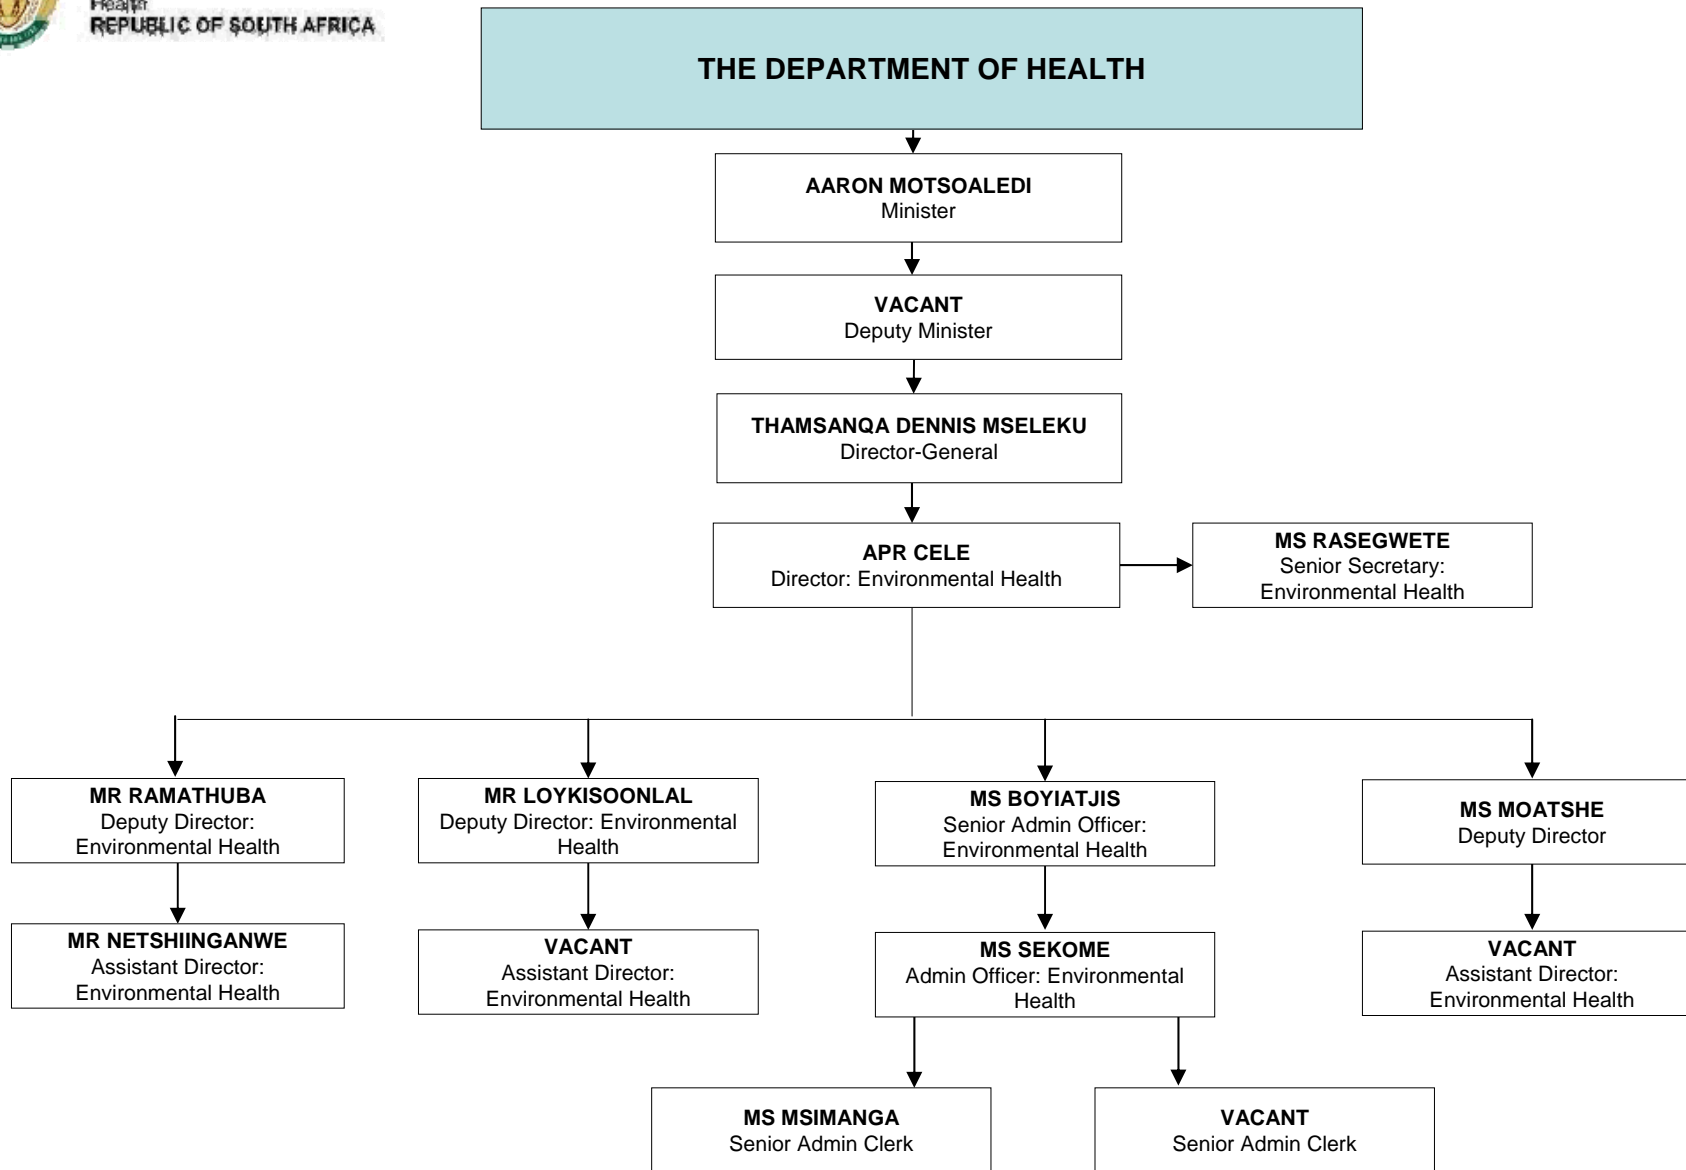 Health
REPUBLIC OF SOUTH AFRICA
THE DEPARTMENT OF HEALTH
AARON MOTSOALEDI
Minister
VACANT
Deputy Minister
THAMSANQA DENNIS MSELEKU
Director-General
APR CELE
Director: Environmental Health
MS RASEGWETE
Senior Secretary:
Environmental Health
MR RAMATHUBA
Deputy Director:
Environmental Health
MR LOYKISOONLAL
Deputy Director: Environmental
Health
MS BOYIATJIS
Senior Admin Officer:
Environmental Health
MS MOATSHE
Deputy Director
MR NETSHIINGANWE
Assistant Director:
Environmental Health
VACANT
Assistant Director:
Environmental Health
MS SEKOME
Admin Officer: Environmental
Health
VACANT
Assistant Director:
Environmental Health
MS MSIMANGA
Senior Admin Clerk
VACANT
Senior Admin Clerk